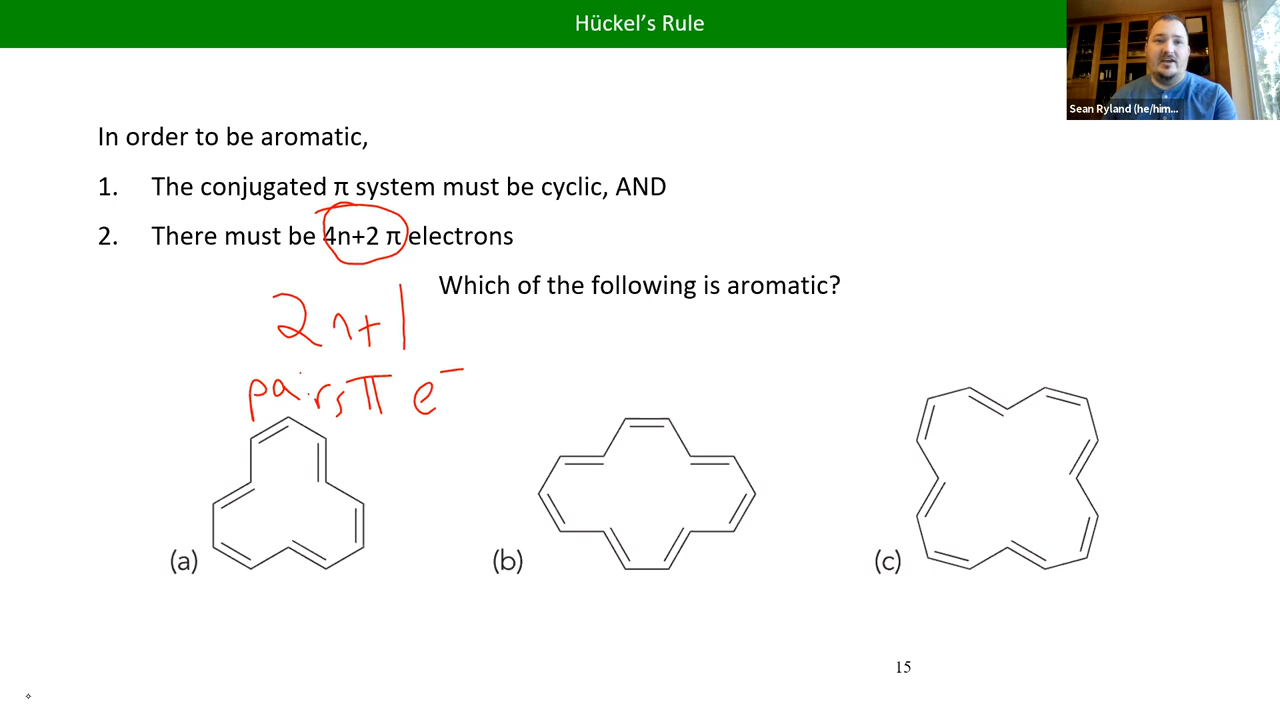 Hückel's Rule
Sean Ryland (he/him...
In order to be aromatic,
1. The conjugated π system must be cyclic, AND
2. There must be 4n+2 π electrons
Which of the following is aromatic?
2n+1
pairs π e⁻
(a)
(b)
(c)
15